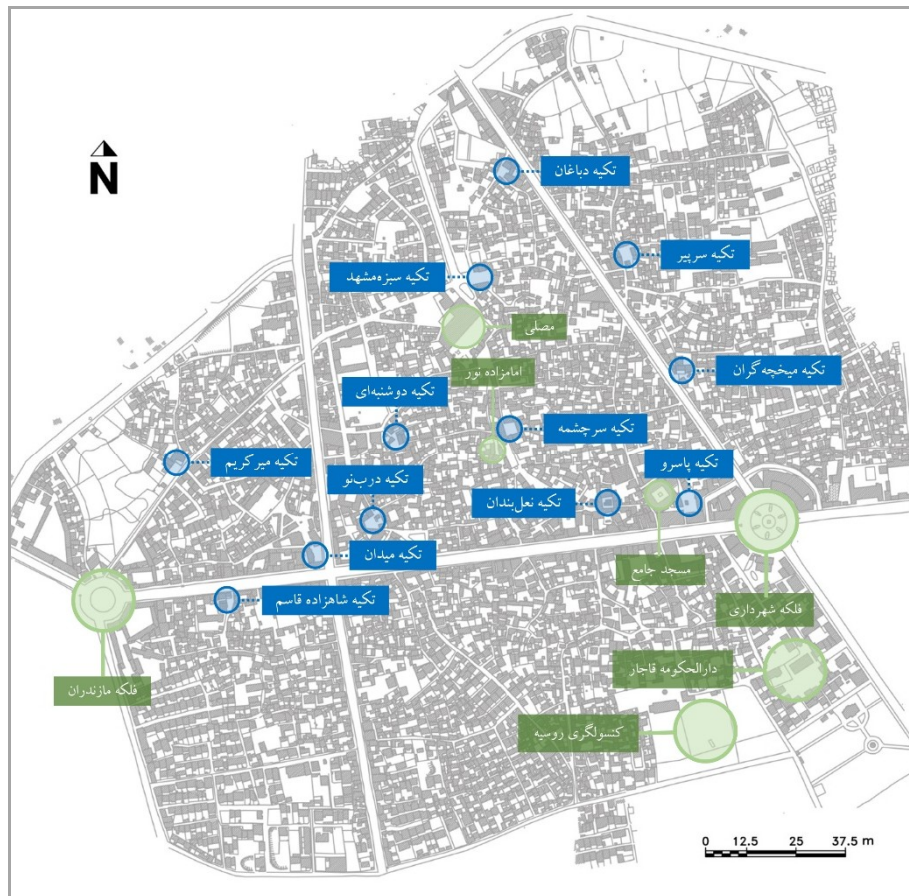 تکیه دباغان
N
تکیه سرپیر
تکیه سبزه‌مشهد
مصلی
امامزاده نور
تکیه میخچه‌گران
تکیه دوشنبه‌ای
تکیه سرچشمه
تکیه پاسرو
تکیه میرکریم
تکیه درب‌نو
تکیه نعل‌بندان
تکیه میدان
مسجد جامع
تکیه شاهزاده قاسم
فلکه شهرداری
دارالحکومه قاجار
فلکه مازندران
کنسولگری روسیه
0 12.5 25 37.5 m